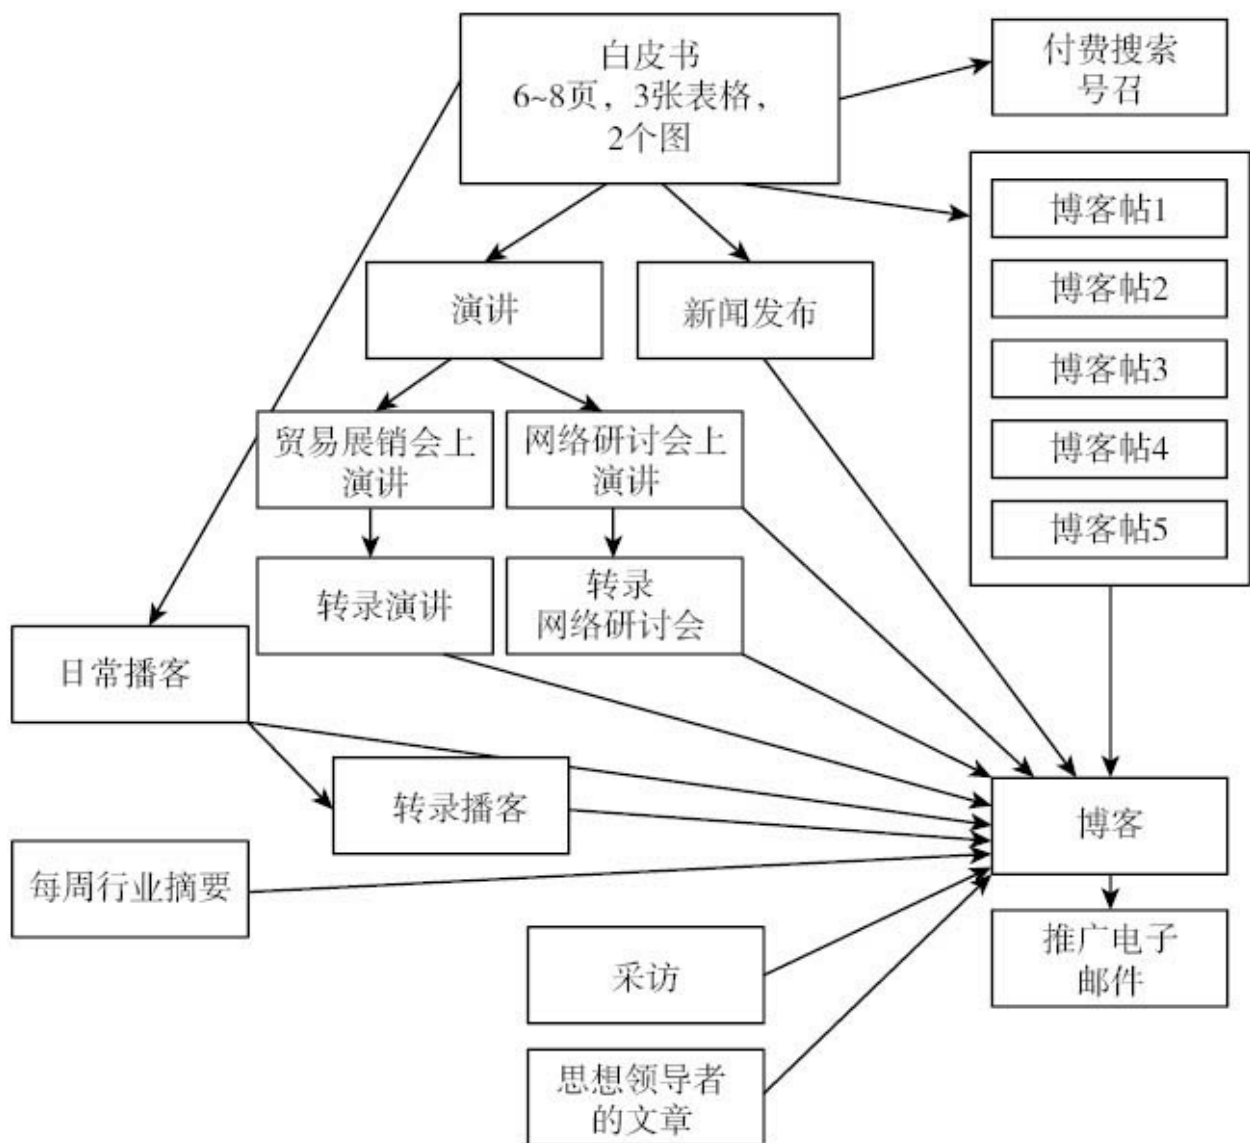 白皮书
6~8页，3张表格，
2个图
付费搜索
号召
博客帖1
博客帖2
博客帖3
博客帖4
博客帖5
演讲
新闻发布
贸易展销会上
演讲
网络研讨会上
演讲
转录演讲
转录
网络研讨会
日常播客
转录播客
博客
每周行业摘要
推广电子
邮件
采访
思想领导者
的文章